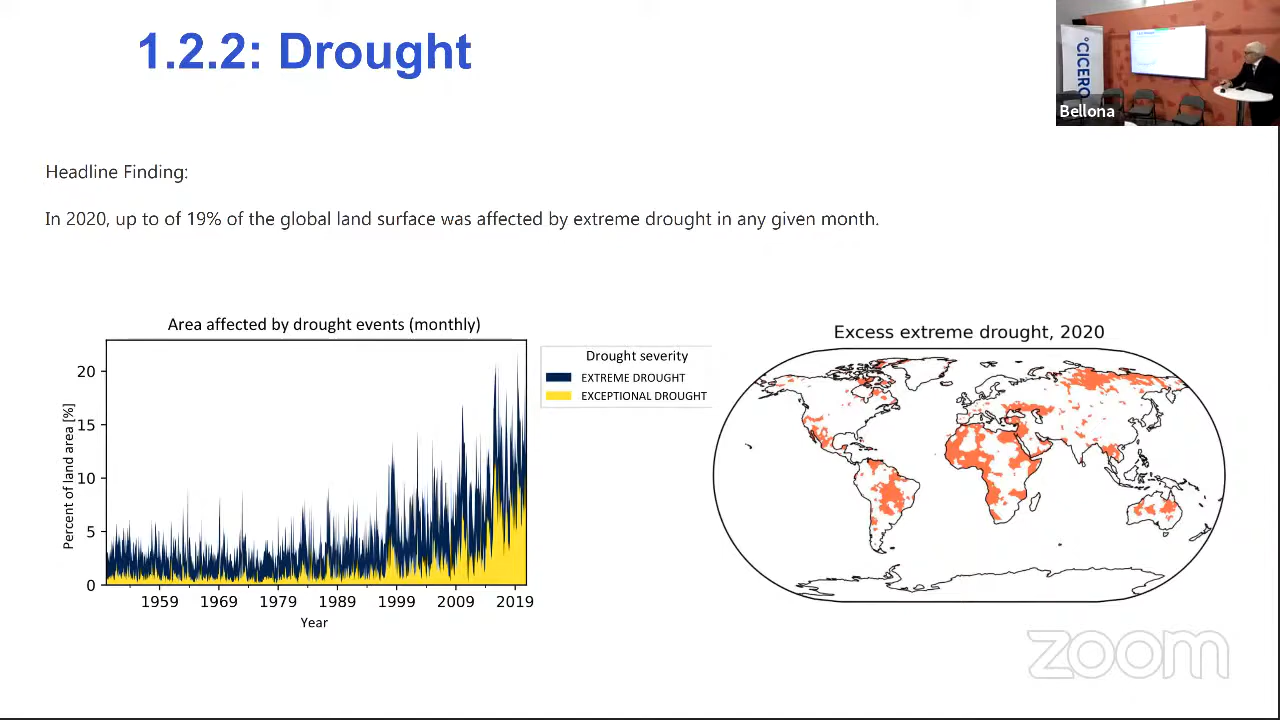 1.2.2: Drought
°CICERO
Bellona
Headline Finding:
In 2020, up to of 19% of the global land surface was affected by extreme drought in any given month.
Area affected by drought events (monthly)
Percent of land area [%]
20
15
10
5
0
1959 1969 1979 1989 1999 2009 2019
Year
Drought severity
EXTREME DROUGHT
EXCEPTIONAL DROUGHT
Excess extreme drought, 2020
zoom